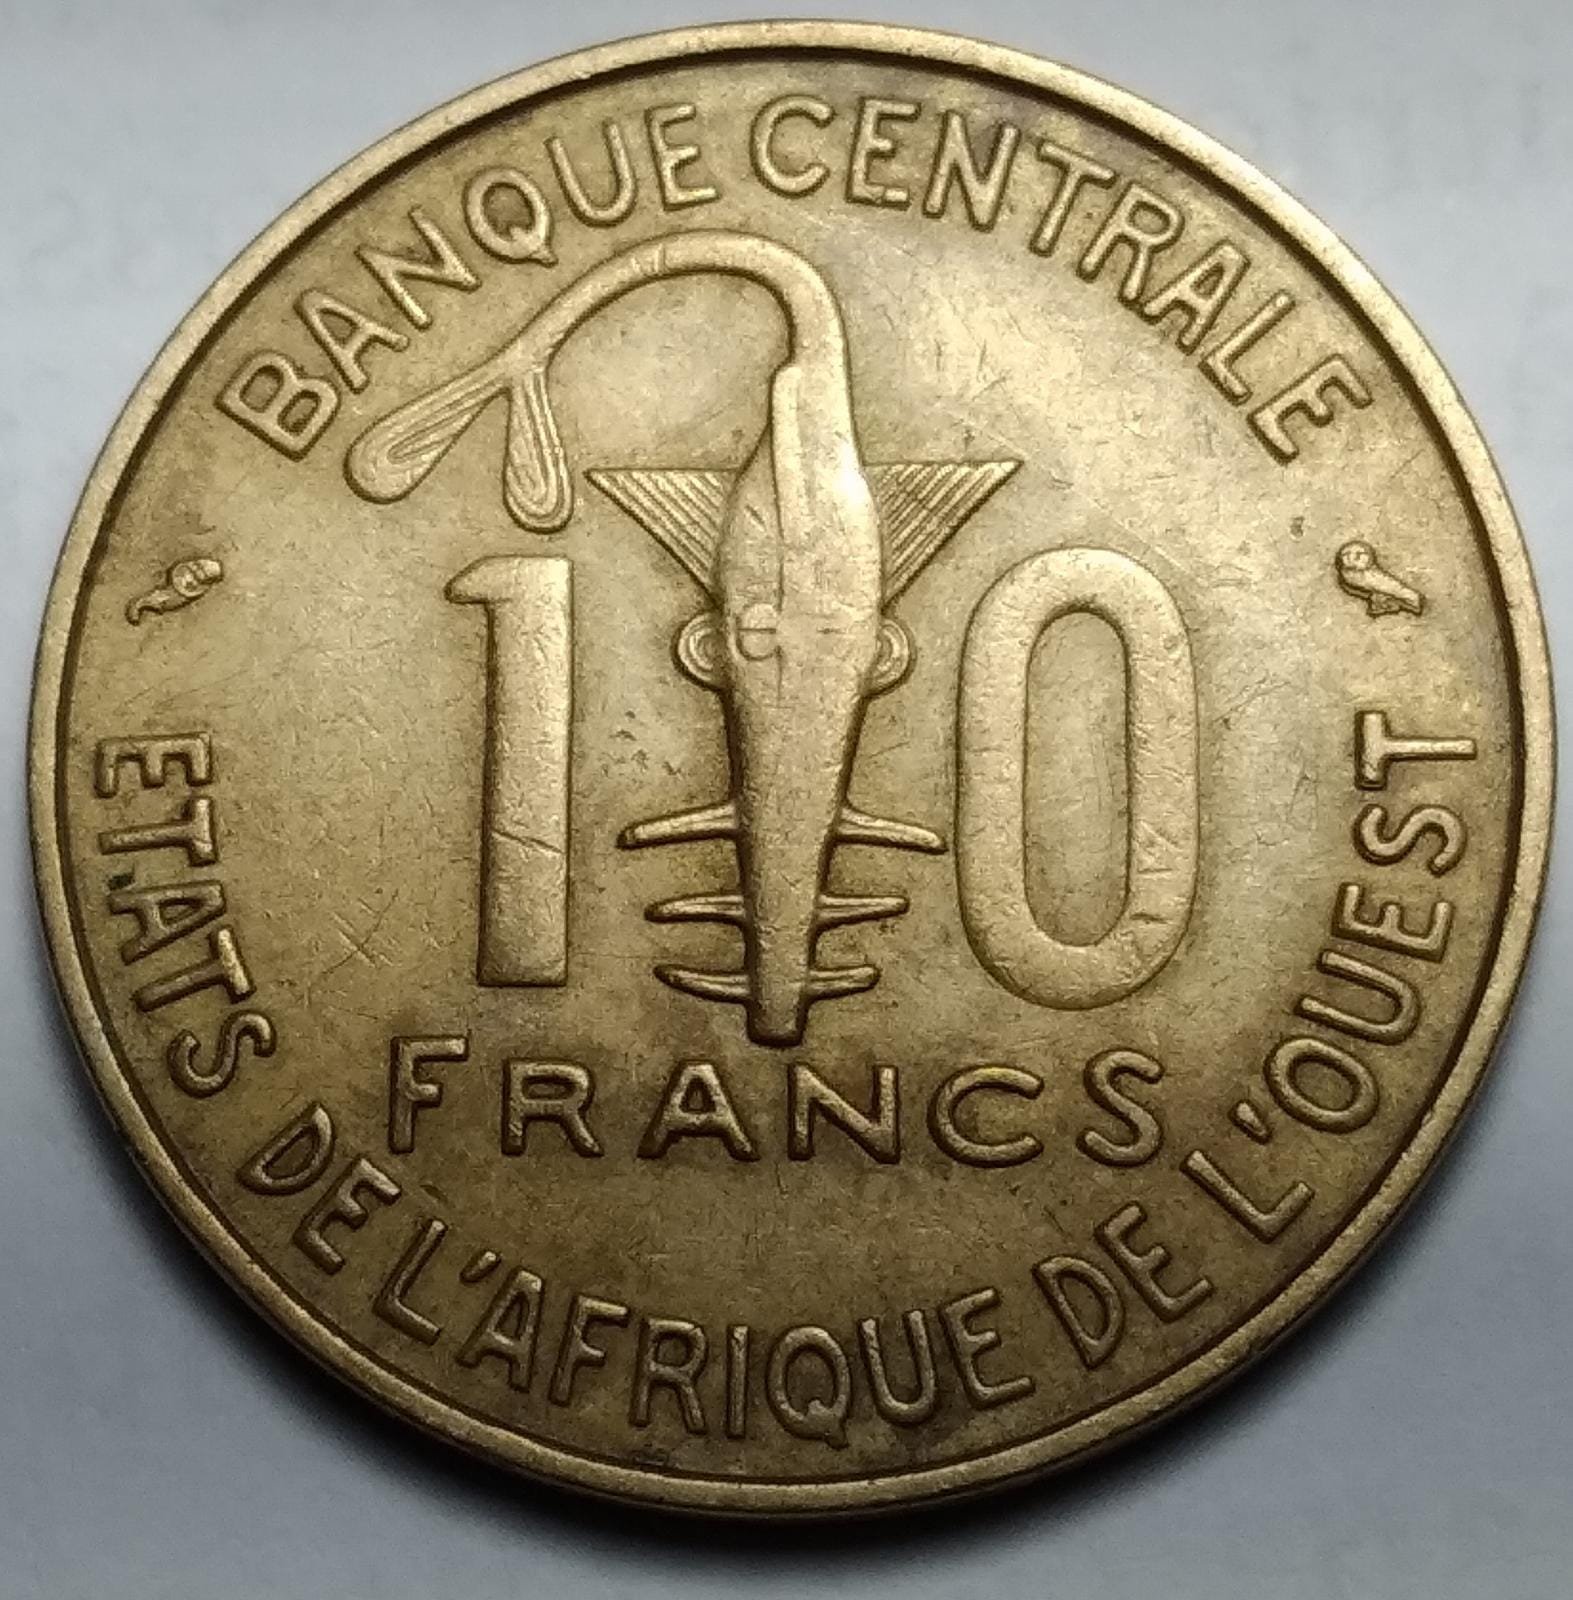 BANQUE CENTRALE
10
FRANCS
ETATS DE L'AFRIQUE DE L'OUEST